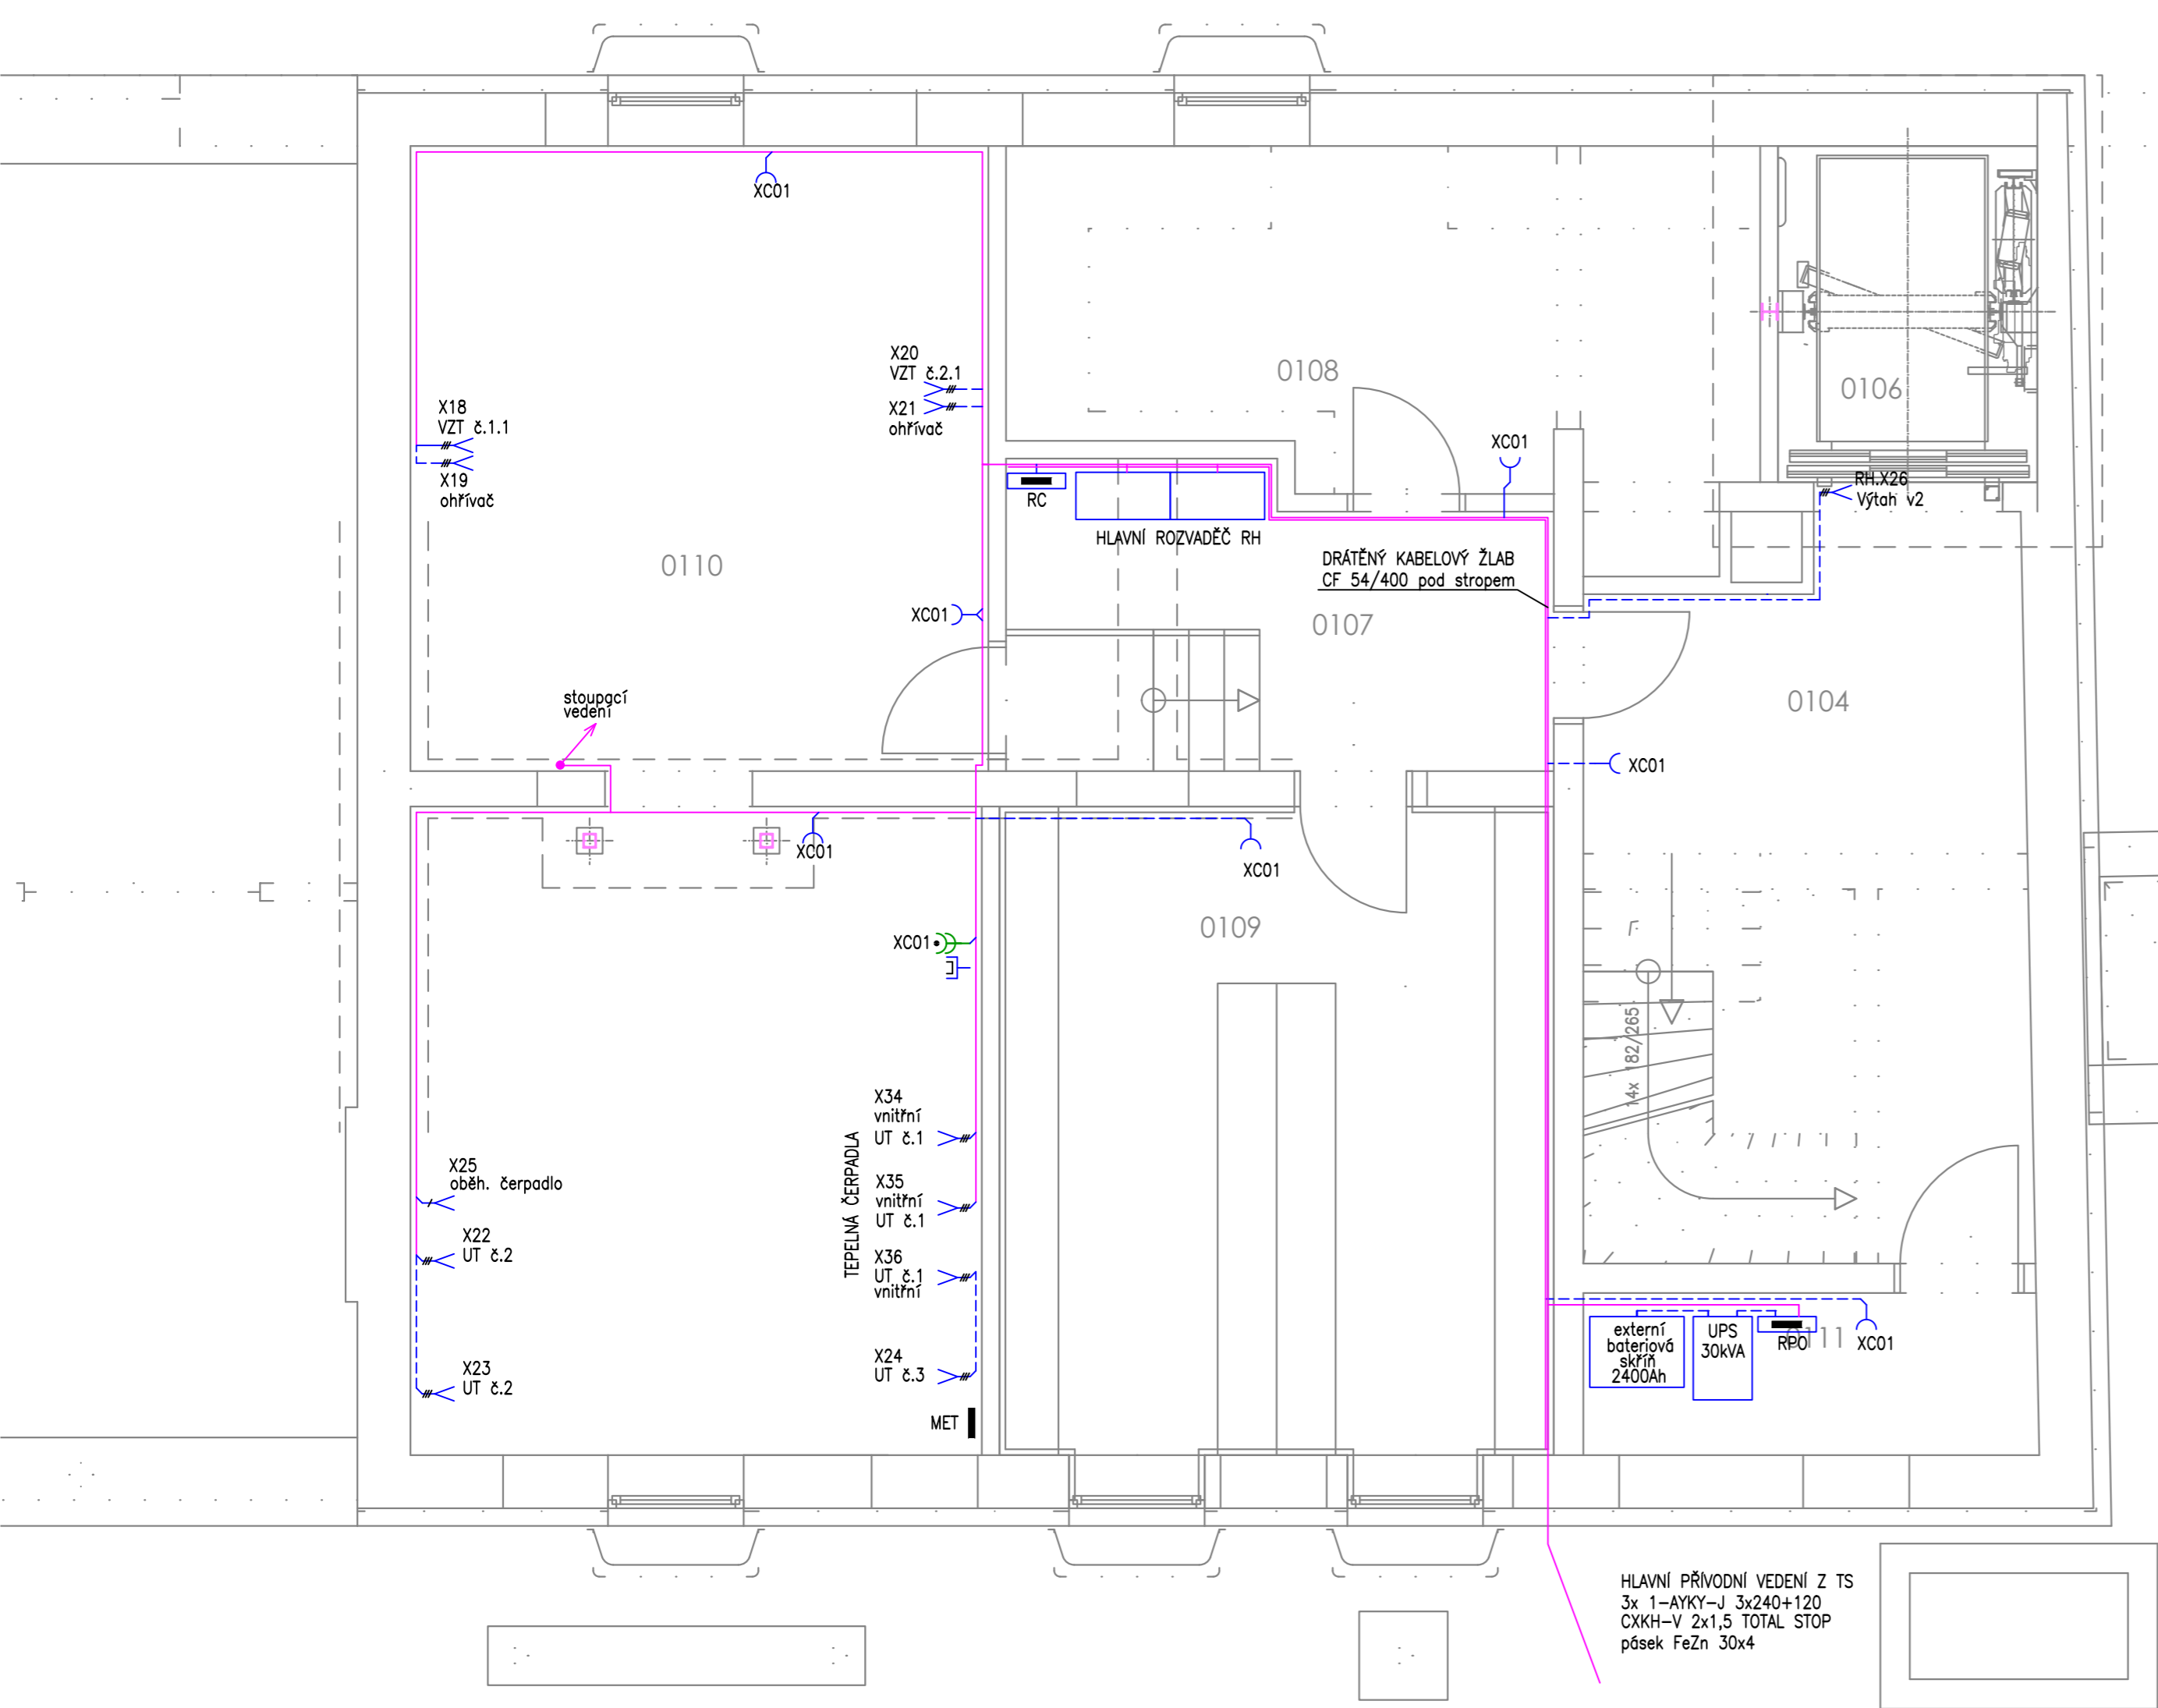 XC01
X20
VZT č.2.1
X21
ohřívač
X18
VZT č.1.1
X19
ohřívač
0110
XC01
stoupací
vedení
0108
0106
XC01
RH.X26
Výtah v2
RC
HLAVNÍ ROZVADĚČ RH
DRÁTĚNÝ KABELOVÝ ŽLAB
CF 54/400 pod stropem
0107
0104
XC01
XC01
XC01
XC01
0109
14x 182/265
X34
vnitřní
UT č.1
X35
vnitřní
UT č.1
X36
UT č.1
vnitřní
TEPELNÁ ČERPADLA
X25
oběh. čerpadlo
X22
UT č.2
X23
UT č.2
X24
UT č.3
MET
externí
bateriová
skříň
2400Ah
UPS
30kVA
RPO
0111
XC01
HLAVNÍ PŘÍVODNÍ VEDENÍ Z TS
3x 1-AYKY-J 3x240+120
CXKH-V 2x1,5 TOTAL STOP
pásek FeZn 30x4